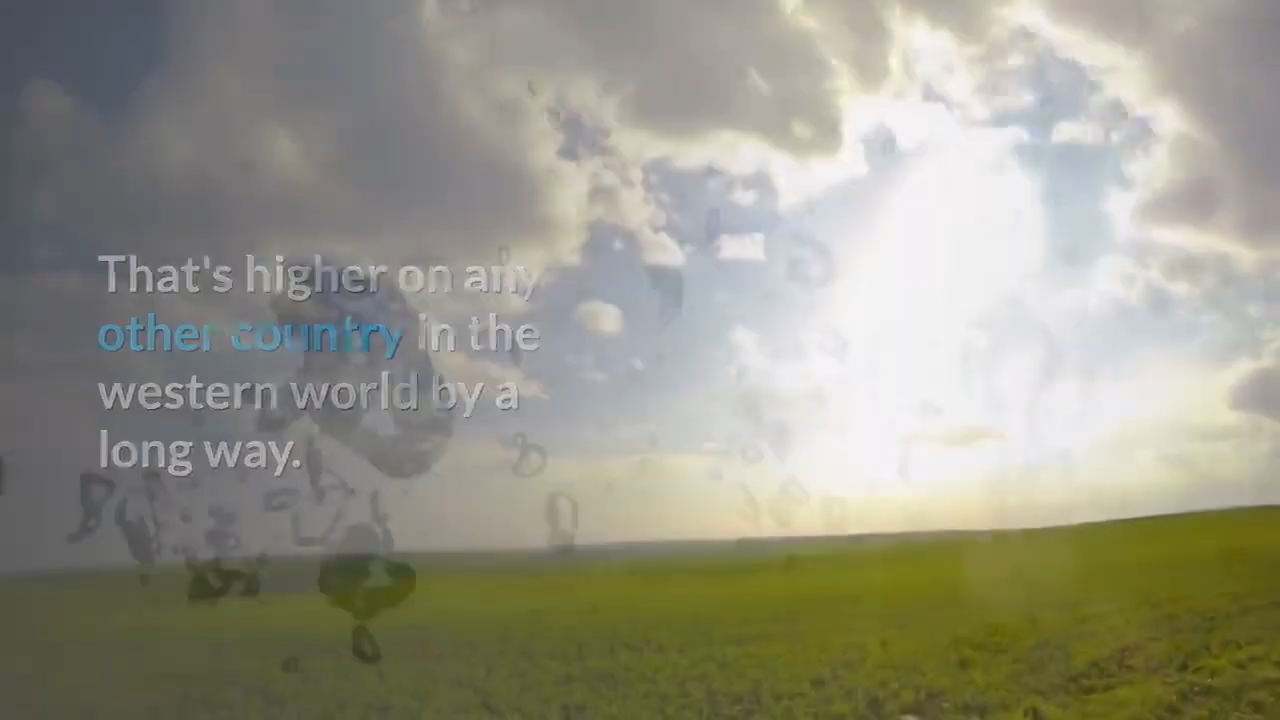 That's higher on any
other country in the
western world by a
long way.